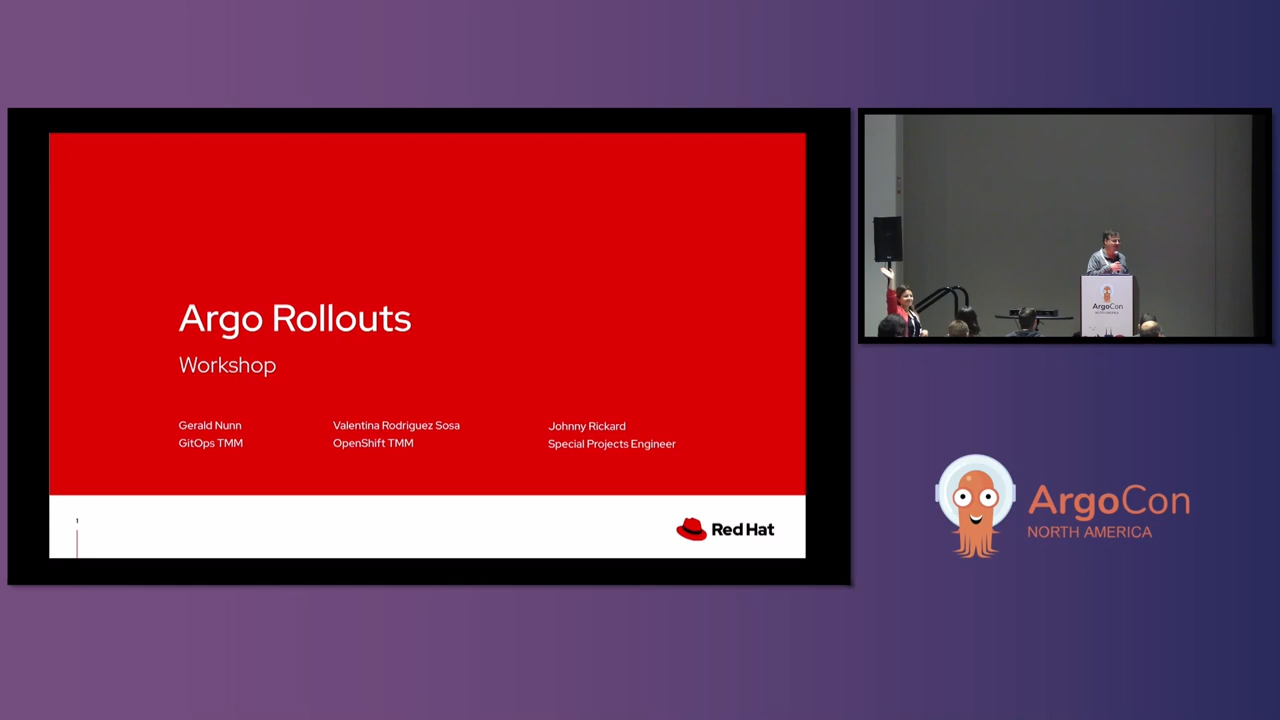 Argo Rollouts
Workshop
Gerald Nunn
GitOps TMM
Valentina Rodriguez Sosa
OpenShift TMM
Johnny Rickard
Special Projects Engineer
1
Red Hat
ArgoCon
ArgoCon
NORTH AMERICA